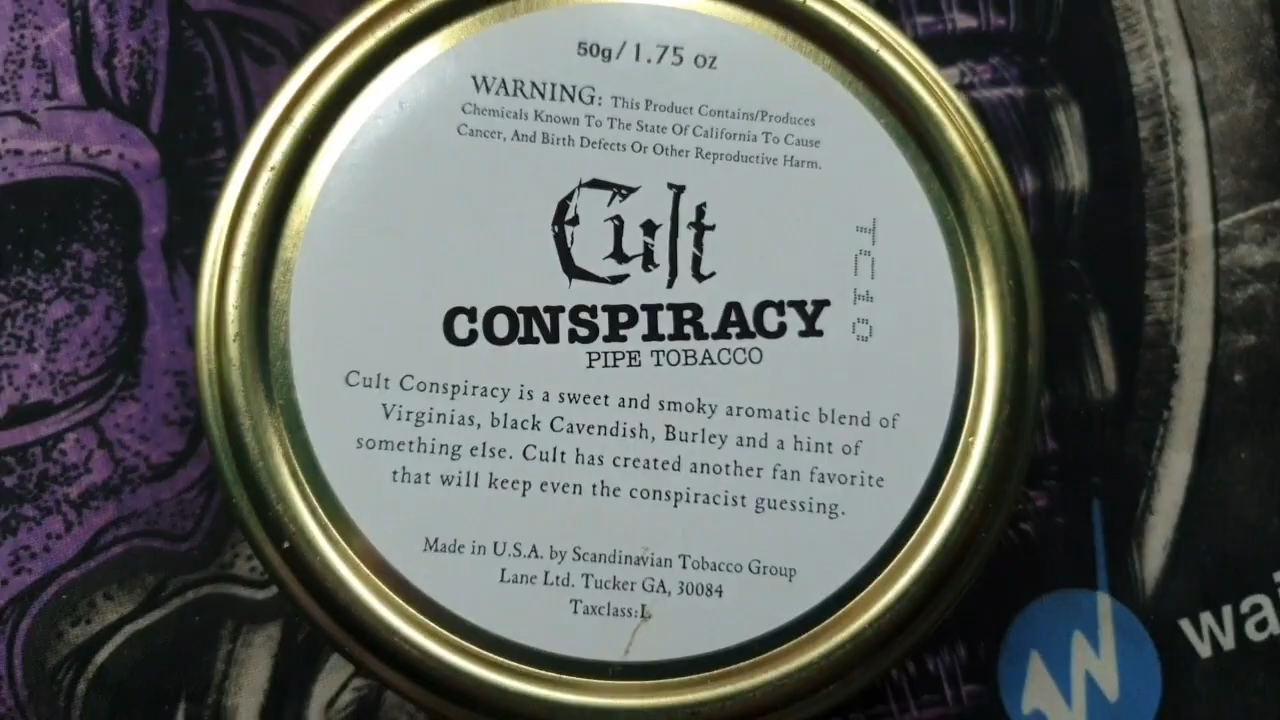 50g/1.75 oz
WARNING: This Product Contains/Produces
Chemicals Known To The State Of California To Cause
Cancer, And Birth Defects Or Other Reproductive Harm.
Cult
CONSPIRACY
PIPE TOBACCO
Cult Conspiracy is a sweet and smoky aromatic blend of
Virginias, black Cavendish, Burley and a hint of
something else. Cult has created another fan favorite
that will keep even the conspiracist guessing.
Made in U.S.A. by Scandinavian Tobacco Group
Lane Ltd. Tucker GA, 30084
Taxclass:L